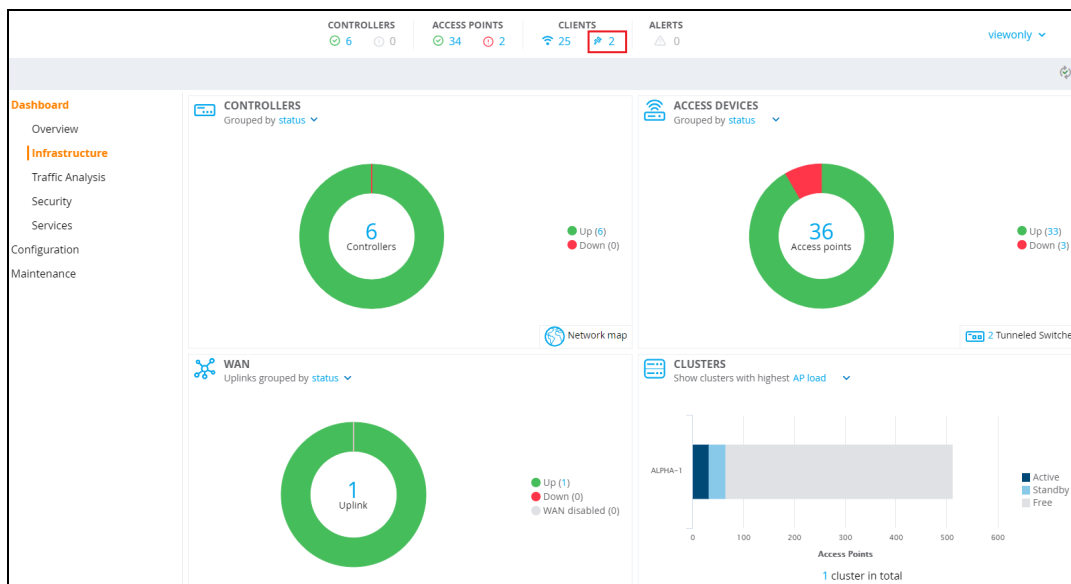 CONTROLLERS ACCESS POINTS CLIENTS ALERTS
6 0 34 2 25 2 0
viewonly
Dashboard
Overview
Infrastructure
Traffic Analysis
Security
Services
Configuration
Maintenance
CONTROLLERS
Grouped by status
6
Controllers
Up (6)
Down (0)
Network map
ACCESS DEVICES
Grouped by status
36
Access points
Up (33)
Down (3)
2 Tunneled Switche
WAN
Uplinks grouped by status
1
Uplink
Up (1)
Down (0)
WAN disabled (0)
CLUSTERS
Show clusters with highest AP load
ALPHA-1
Active
Standby
Free
0 100 200 300 400 500 600
Access Points
1 cluster in total